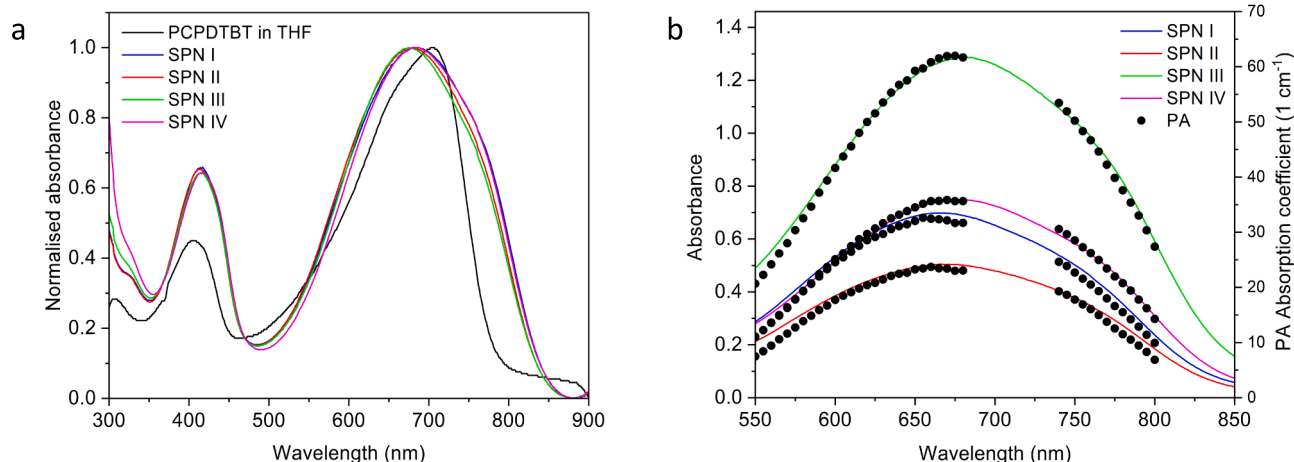 a
PCPDTBT in THF
SPN I
SPN II
SPN III
SPN IV
1.0
0.8
0.6
0.4
0.2
0.0
Normalised absorbance
300 400 500 600 700 800 900
Wavelength (nm)
b
SPN I
SPN II
SPN III
SPN IV
PA
1.4
1.2
1.0
0.8
0.6
0.4
0.2
0.0
Absorbance
70
60
50
40
30
20
10
0
PA Absorption coefficient (1 cm⁻¹)
550 600 650 700 750 800 850
Wavelength (nm)